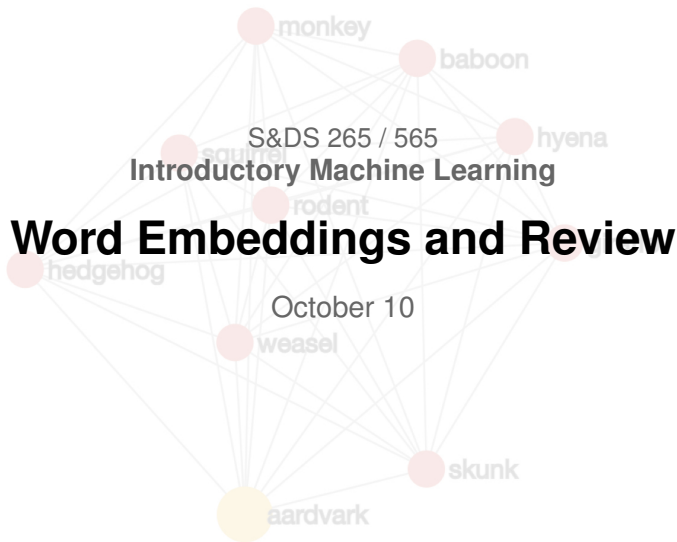 monkey
baboon
S&DS 265 / 565
hyena
squirrel
Introductory Machine Learning
rodent
Word Embeddings and Review
hedgehog
October 10
weasel
skunk
aardvark